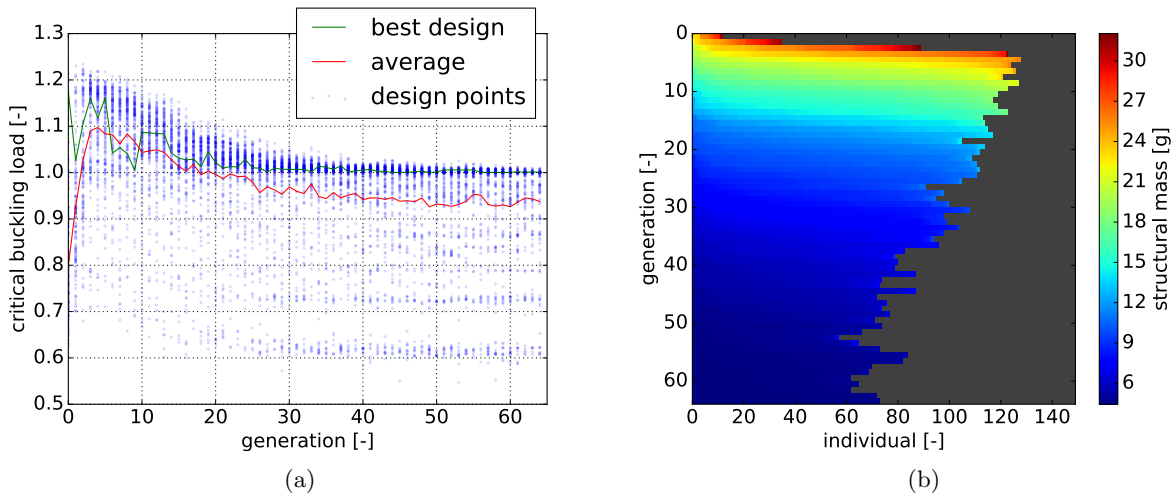 best design
average
design points
1.3
1.2
1.1
1.0
0.9
0.8
0.7
0.6
0.5
critical buckling load [-]
0 10 20 30 40 50 60
generation [-]
(a)
0
10
20
30
40
50
60
generation [-]
0 20 40 60 80 100 120 140
individual [-]
30
27
24
21
18
15
12
9
6
structural mass [g]
(b)